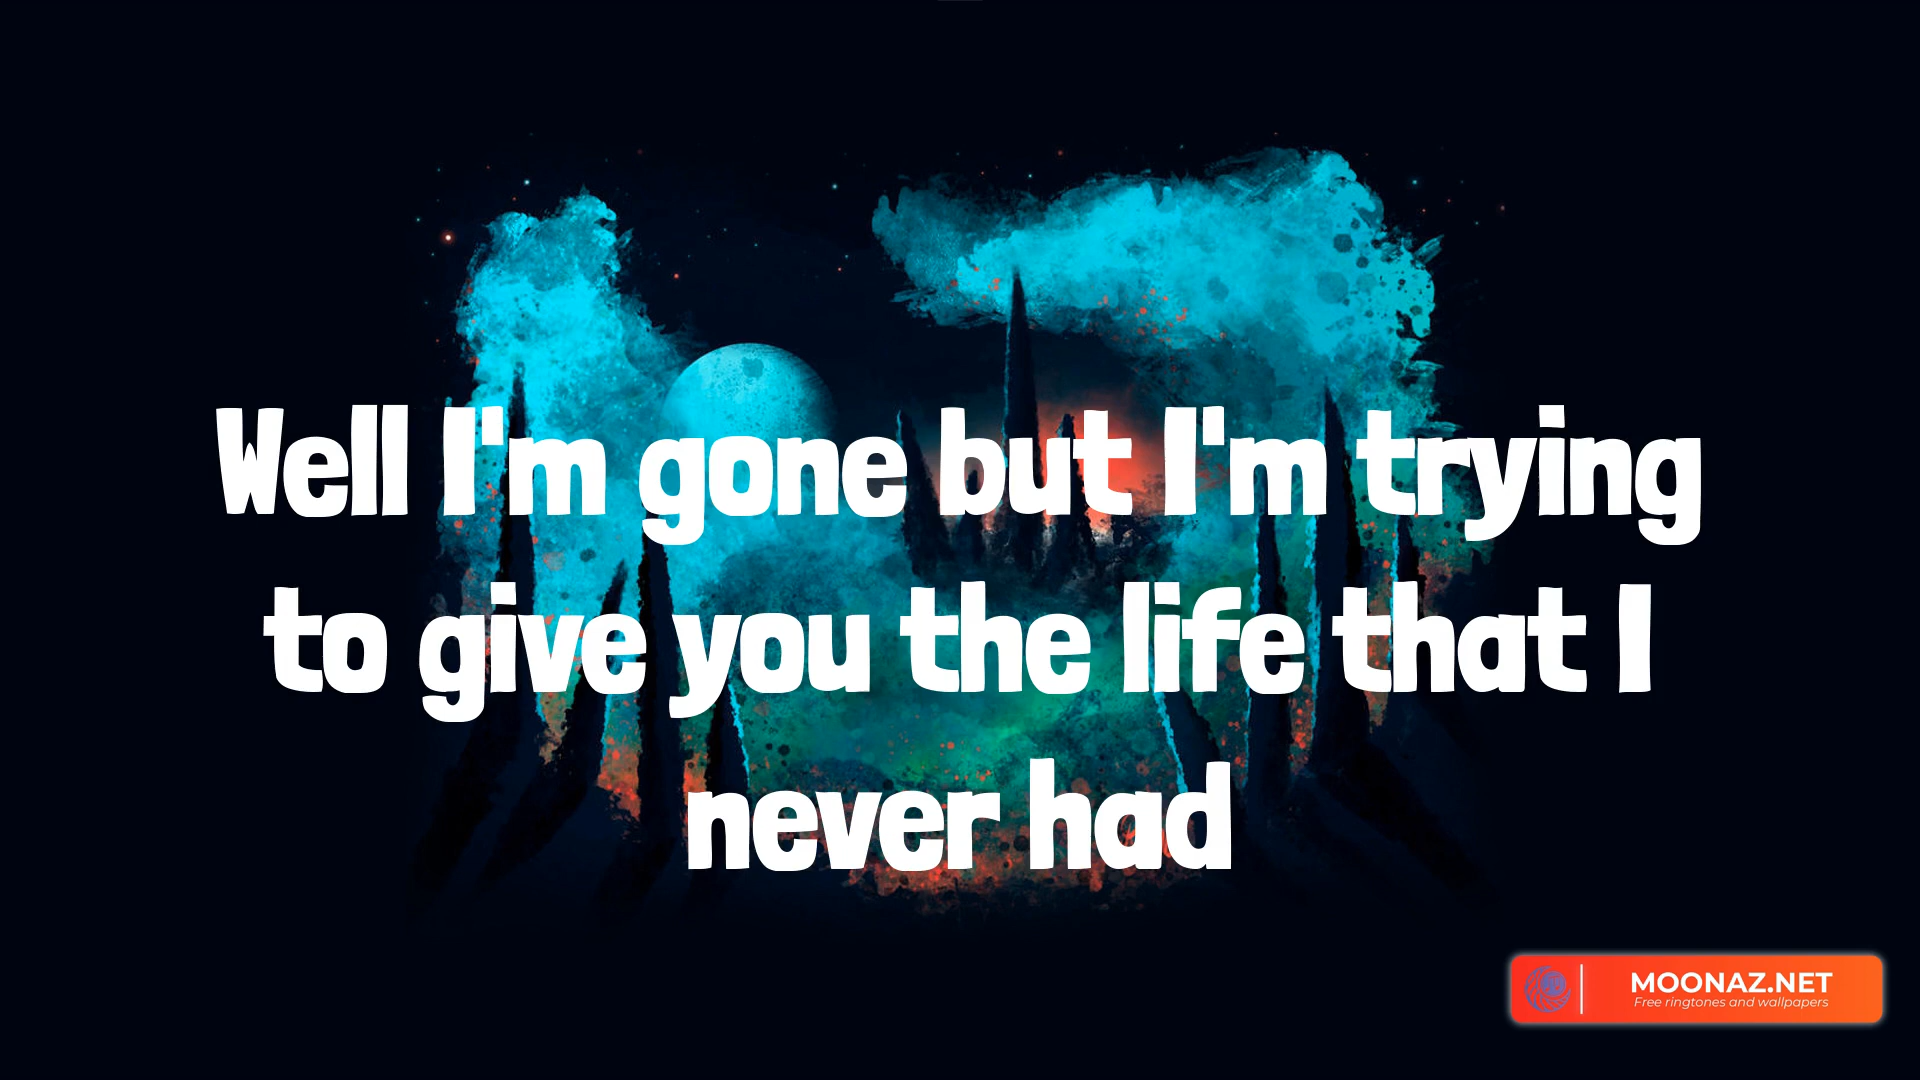 Well I'm gone but I'm trying
to give you the life that I
never had
MOONAZ.NET
Free ringtones and wallpapers